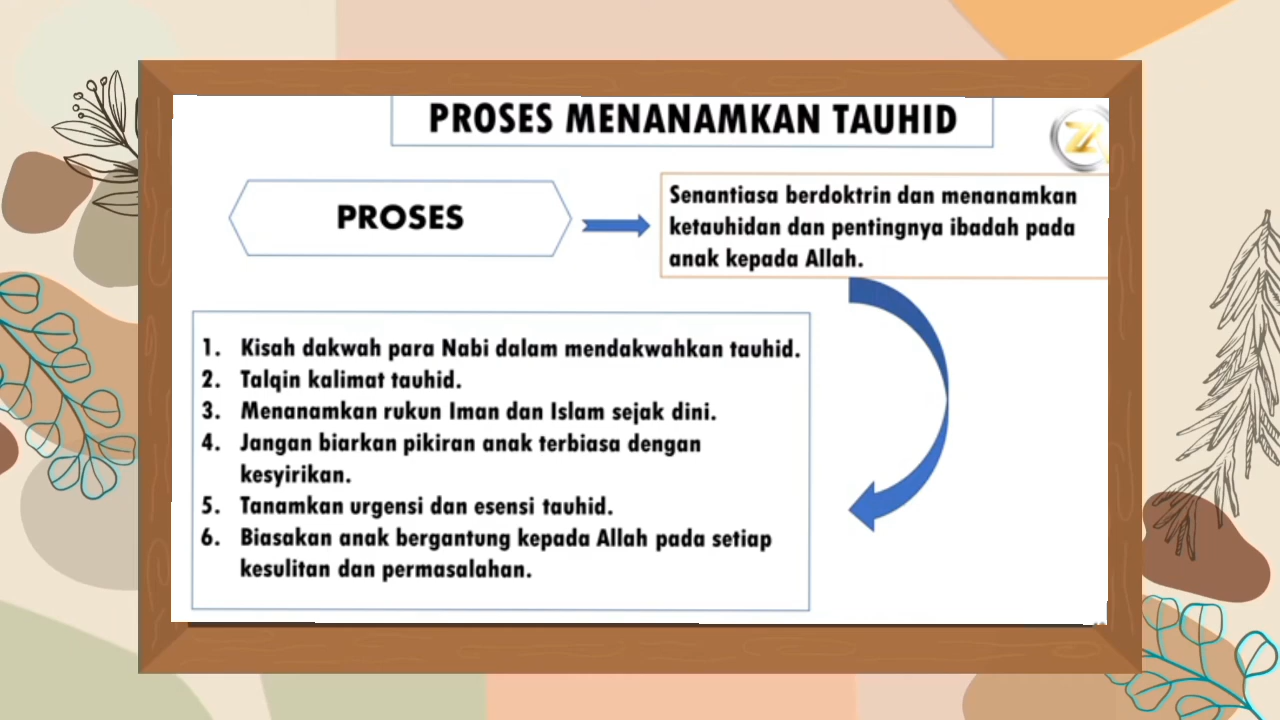 PROSES MENANAMKAN TAUHID
PROSES
Senantiasa berdoktrin dan menanamkan
ketauhidan dan pentingnya ibadah pada
anak kepada Allah.
1. Kisah dakwah para Nabi dalam mendakwahkan tauhid.
2. Talqin kalimat tauhid.
3. Menanamkan rukun Iman dan Islam sejak dini.
4. Jangan biarkan pikiran anak terbiasa dengan
kesyirikan.
5. Tanamkan urgensi dan esensi tauhid.
6. Biasakan anak bergantung kepada Allah pada setiap
kesulitan dan permasalahan.